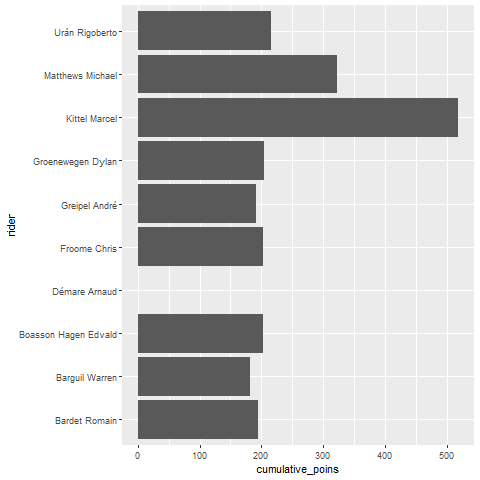 Urán Rigoberto
Matthews Michael
Kittel Marcel
Groenewegen Dylan
Greipel André
Froome Chris
Démare Arnaud
Boasson Hagen Edvald
Barguil Warren
Bardet Romain
rider
0 100 200 300 400 500
cumulative_poins